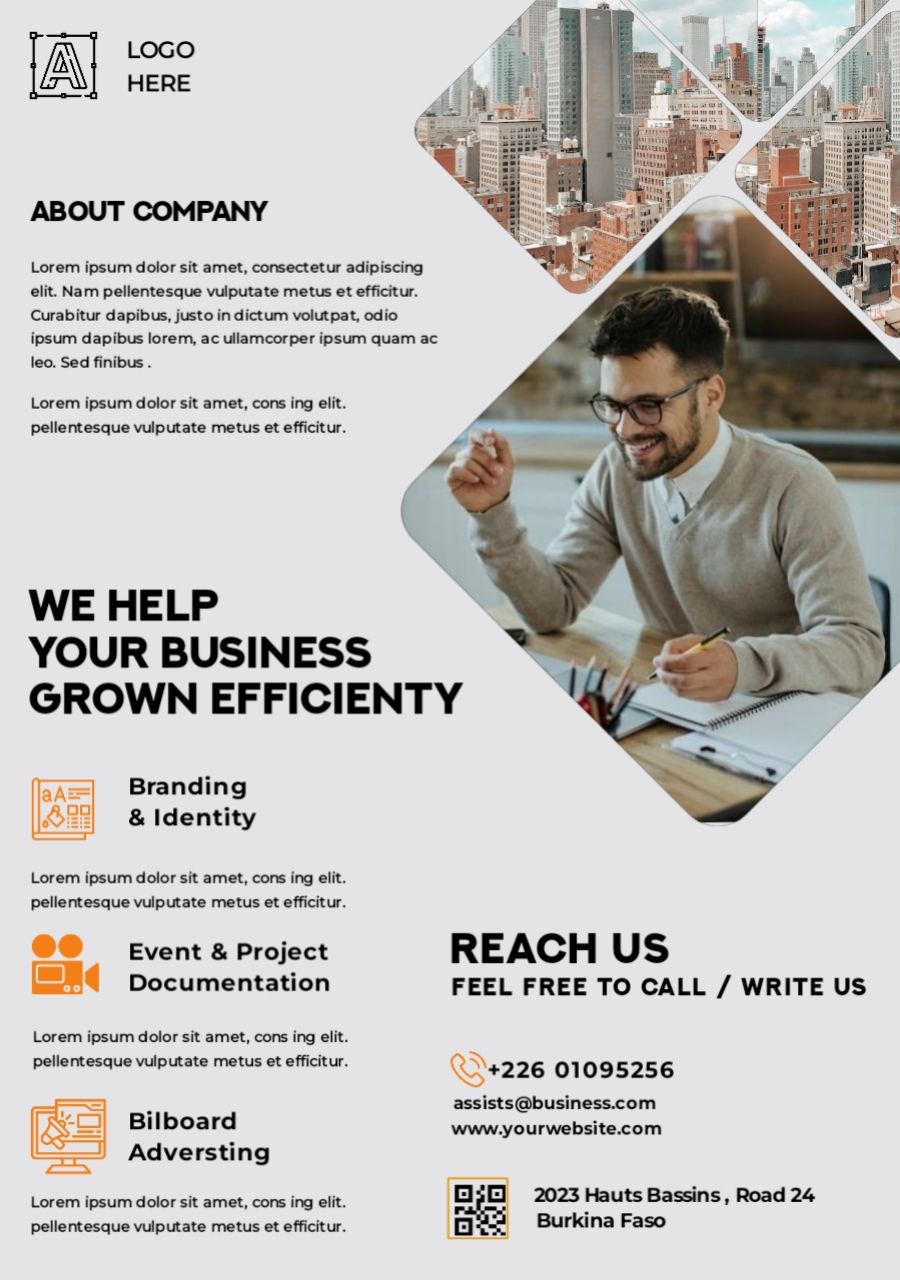 LOGO
HERE
ABOUT COMPANY
Lorem ipsum dolor sit amet, consectetur adipiscing
elit. Nam pellentesque vulputate metus et efficitur.
Curabitur dapibus, justo in dictum volutpat, odio
ipsum dapibus lorem, ac ullamcorper ipsum quam ac
leo. Sed finibus .
Lorem ipsum dolor sit amet, cons ing elit.
pellentesque vulputate metus et efficitur.
WE HELP
YOUR BUSINESS
GROWN EFFICIENTY
aA
Branding
& Identity
Lorem ipsum dolor sit amet, cons ing elit.
pellentesque vulputate metus et efficitur.
Event & Project
Documentation
Lorem ipsum dolor sit amet, cons ing elit.
pellentesque vulputate metus et efficitur.
Bilboard
Adversting
Lorem ipsum dolor sit amet, cons ing elit.
pellentesque vulputate metus et efficitur.
REACH US
FEEL FREE TO CALL / WRITE US
+226 01095256
assists@business.com
www.yourwebsite.com
2023 Hauts Bassins , Road 24
Burkina Faso